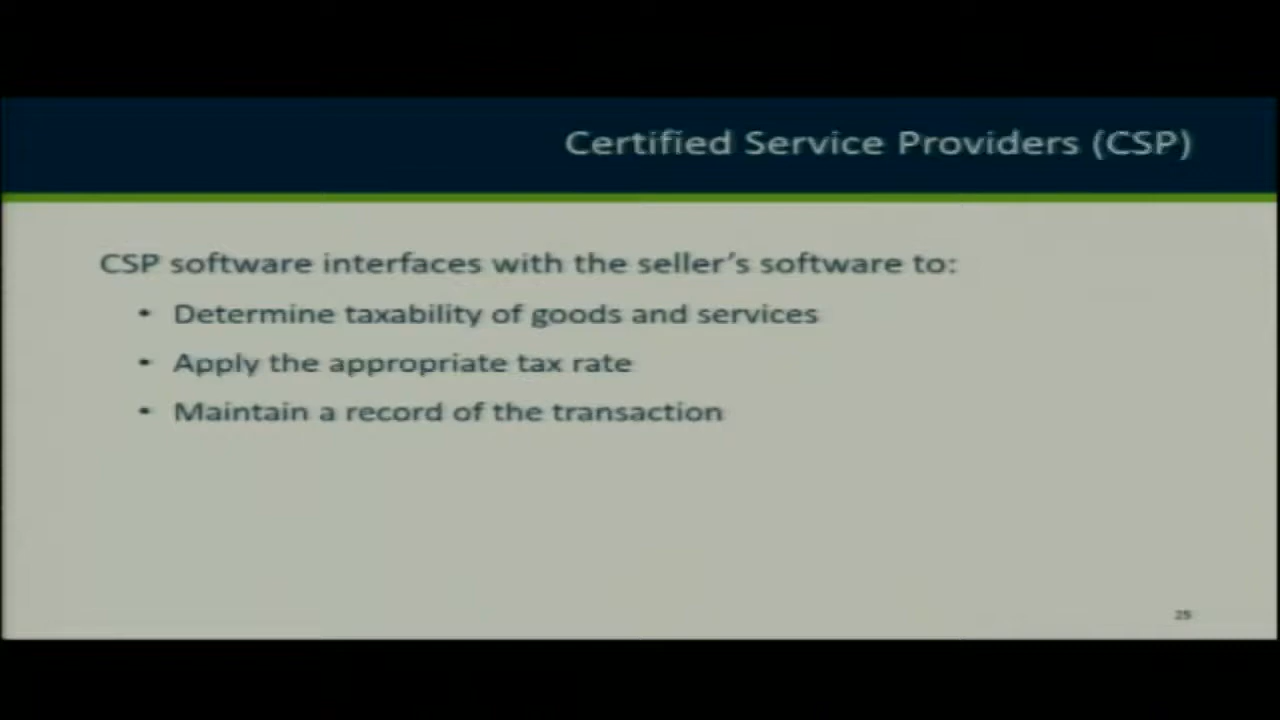 Certified Service Providers (CSP)
CSP software interfaces with the seller’s software to:
• Determine taxability of goods and services
• Apply the appropriate tax rate
• Maintain a record of the transaction
25